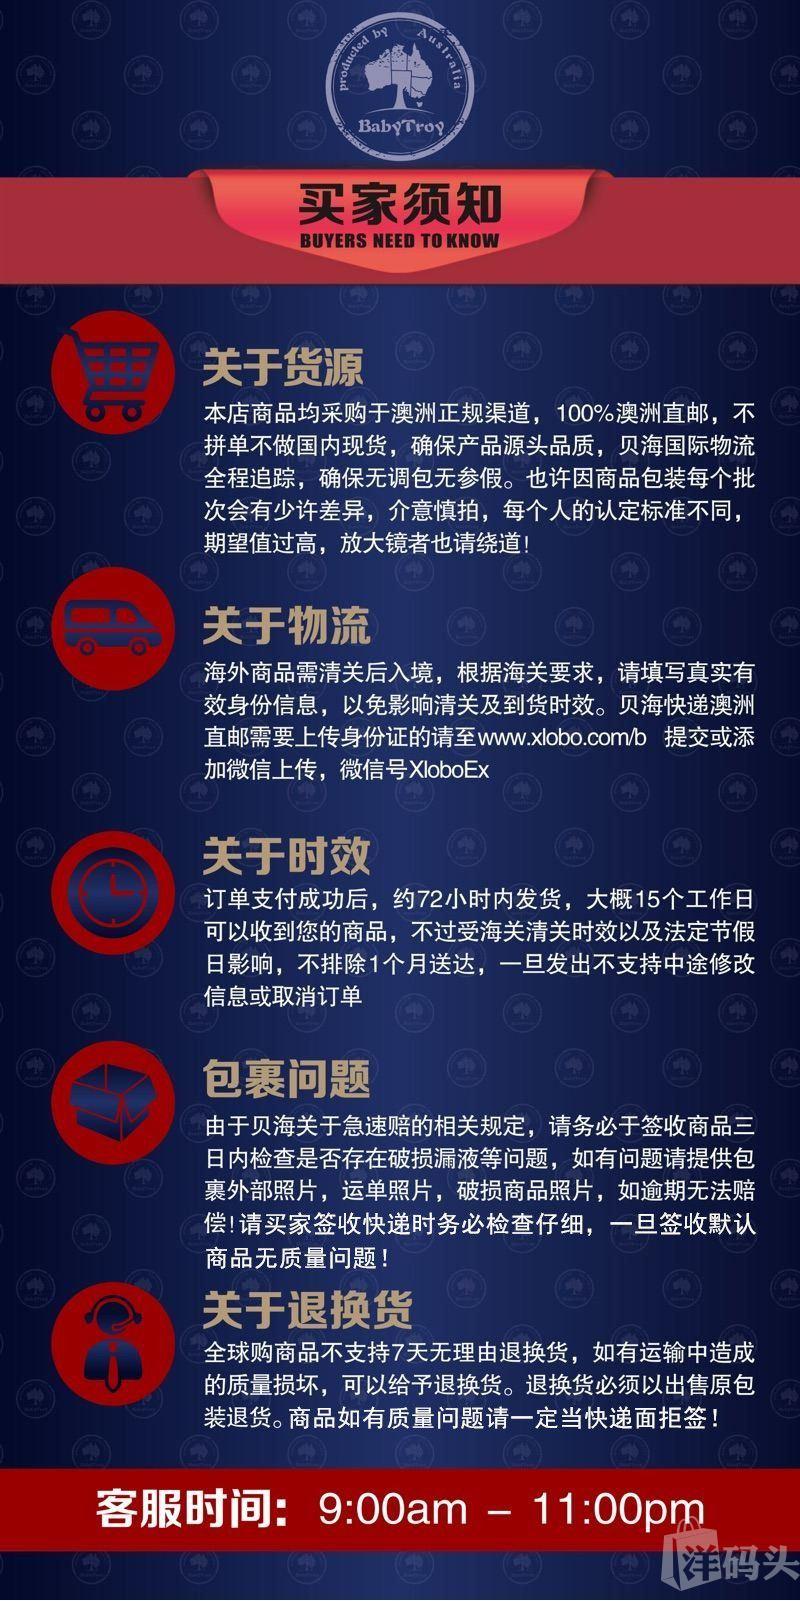 producted by Australia
BabyTroy
买家须知
BUYERS NEED TO KNOW
关于货源
本店商品均采购于澳洲正规渠道，100%澳洲直邮，不
拼单不做国内现货，确保产品源头品质，贝海国际物流
全程追踪，确保无调包无参假。也许因商品包装每个批
次会有少许差异，介意慎拍，每个人的认定标准不同，
期望值过高，放大镜者也请绕道！
关于物流
海外商品需清关后入境，根据海关要求，请填写真实有
效身份信息，以免影响清关及到货时效。贝海快递澳洲
直邮需要上传身份证的请至www.xlobo.com/b 提交或添
加微信上传，微信号XloboEx
关于时效
订单支付成功后，约72小时内发货，大概15个工作日
可以收到您的商品，不过受海关清关时效以及法定节假
日影响，不排除1个月送达，一旦发出不支持中途修改
信息或取消订单
包裹问题
由于贝海关于急速赔的相关规定，请务必于签收商品三
日内检查是否存在破损漏液等问题，如有问题请提供包
裹外部照片，运单照片，破损商品照片，如逾期无法赔
偿！请买家签收快递时务必检查仔细，一旦签收默认
商品无质量问题！
关于退换货
全球购商品不支持7天无理由退换货，如有运输中造成
的质量损坏，可以给予退换货。退换货必须以出售原包
装退货。商品如有质量问题请一定当快递面拒签！
客服时间：9:00am – 11:00pm
洋码头